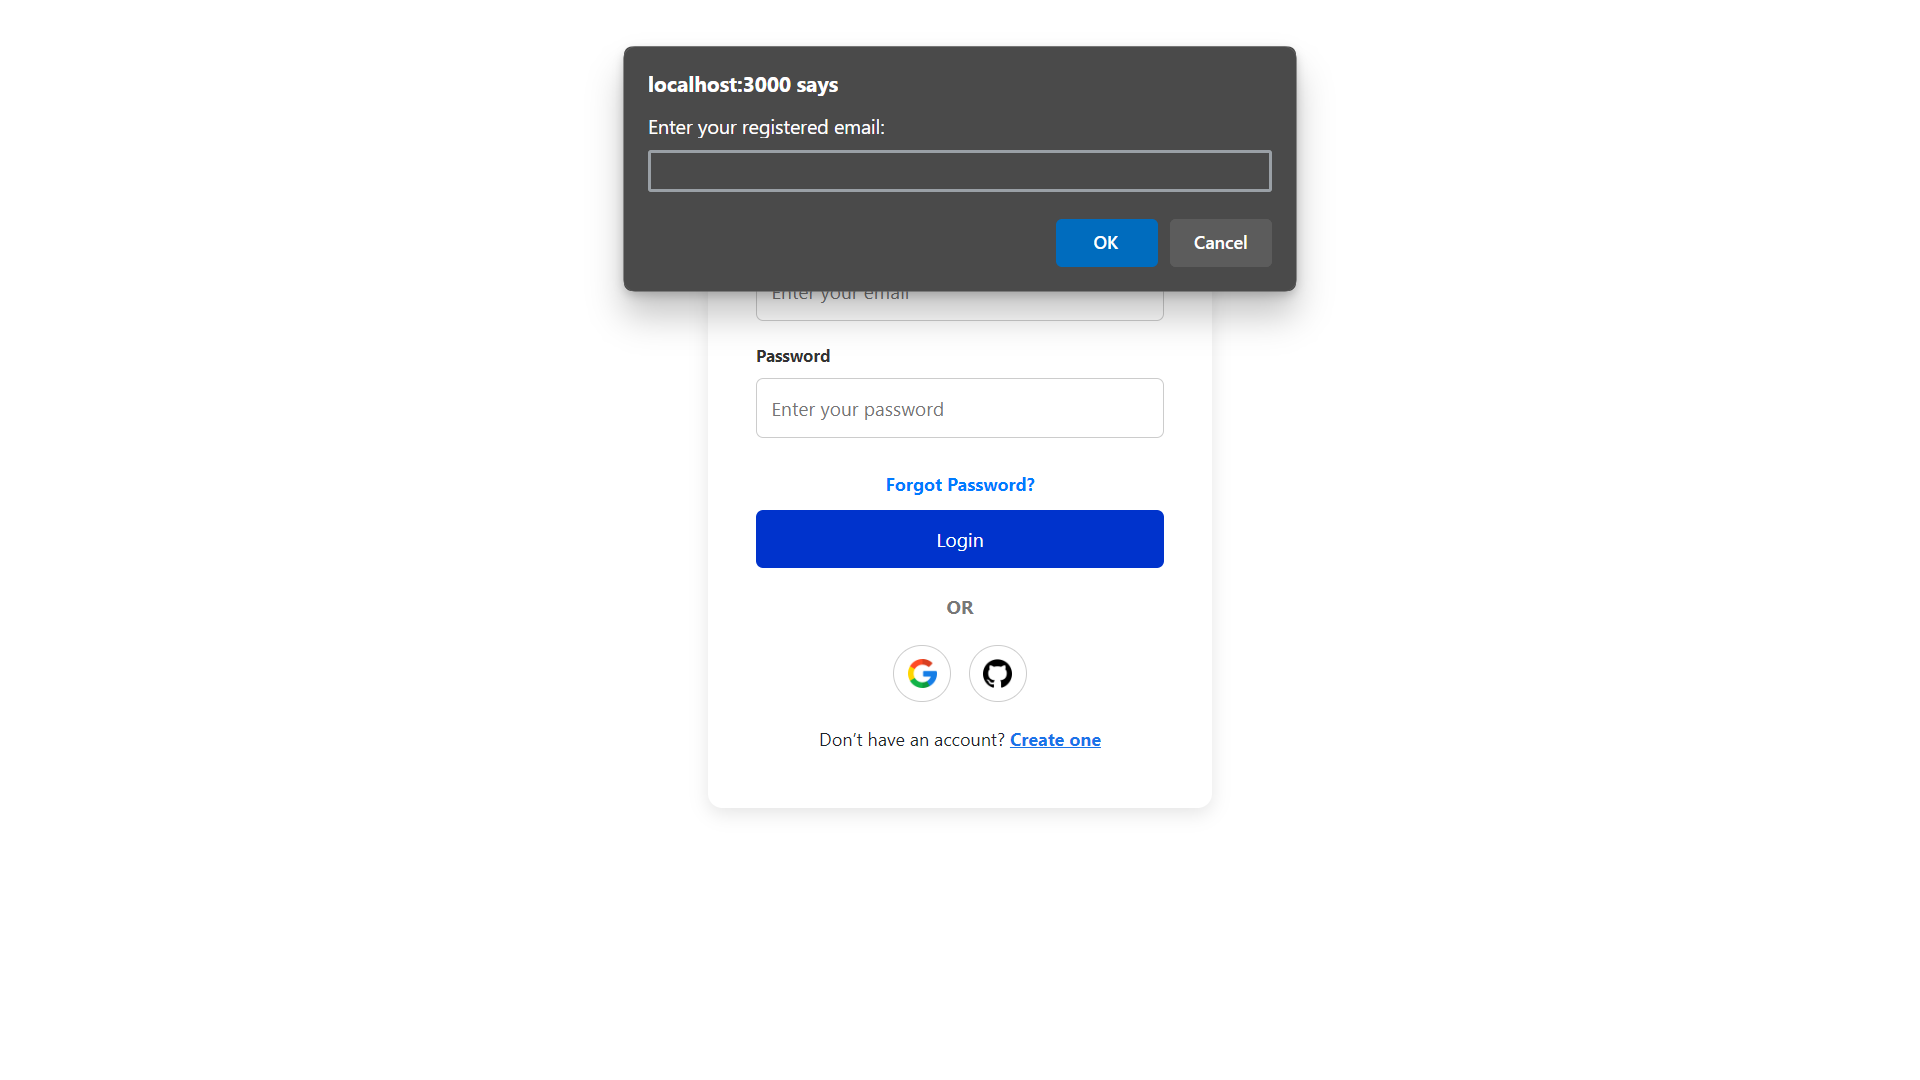 localhost:3000 says
Enter your registered email:
OK
Cancel
Enter your email
Password
Enter your password
Forgot Password?
Login
OR
Don't have an account? Create one